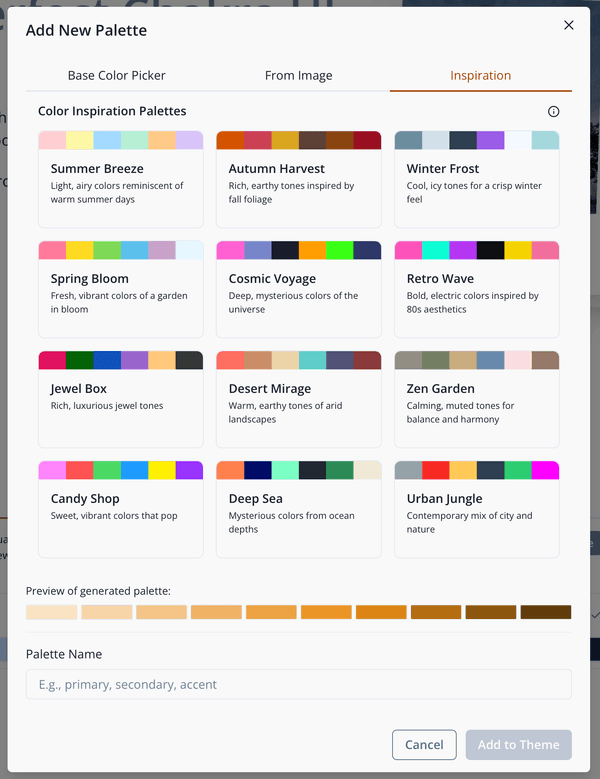 Add New Palette
Base Color Picker
From Image
Inspiration
Color Inspiration Palettes
Summer Breeze
Light, airy colors reminiscent of
warm summer days
Autumn Harvest
Rich, earthy tones inspired by
fall foliage
Winter Frost
Cool, icy tones for a crisp winter
feel
Spring Bloom
Fresh, vibrant colors of a garden
in bloom
Cosmic Voyage
Deep, mysterious colors of the
universe
Retro Wave
Bold, electric colors inspired by
80s aesthetics
Jewel Box
Rich, luxurious jewel tones
Desert Mirage
Warm, earthy tones of arid
landscapes
Zen Garden
Calming, muted tones for
balance and harmony
Candy Shop
Sweet, vibrant colors that pop
Deep Sea
Mysterious colors from ocean
depths
Urban Jungle
Contemporary mix of city and
nature
Preview of generated palette:
Palette Name
E.g., primary, secondary, accent
Cancel
Add to Theme